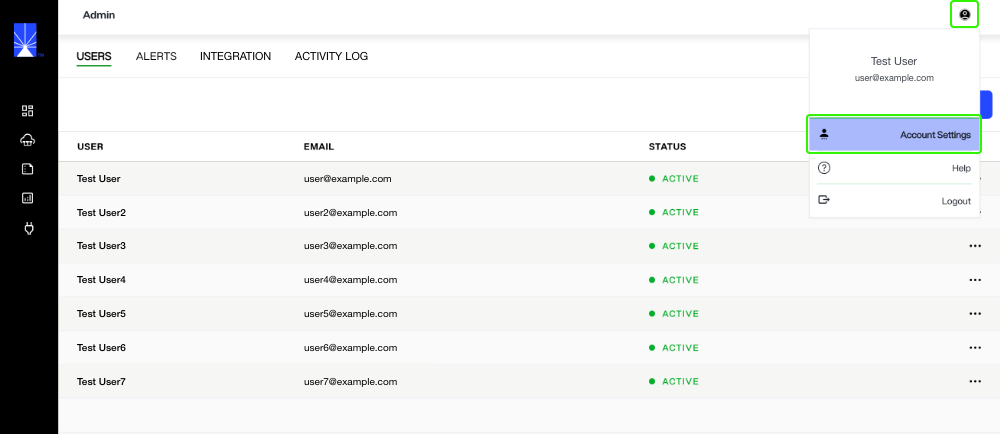 Admin
USERS ALERTS INTEGRATION ACTIVITY LOG
Test User
user@example.com
Account Settings
Help
Logout
USER EMAIL STATUS
Test User user@example.com ACTIVE
Test User2 user2@example.com ACTIVE
Test User3 user3@example.com ACTIVE
Test User4 user4@example.com ACTIVE
Test User5 user5@example.com ACTIVE
Test User6 user6@example.com ACTIVE
Test User7 user7@example.com ACTIVE